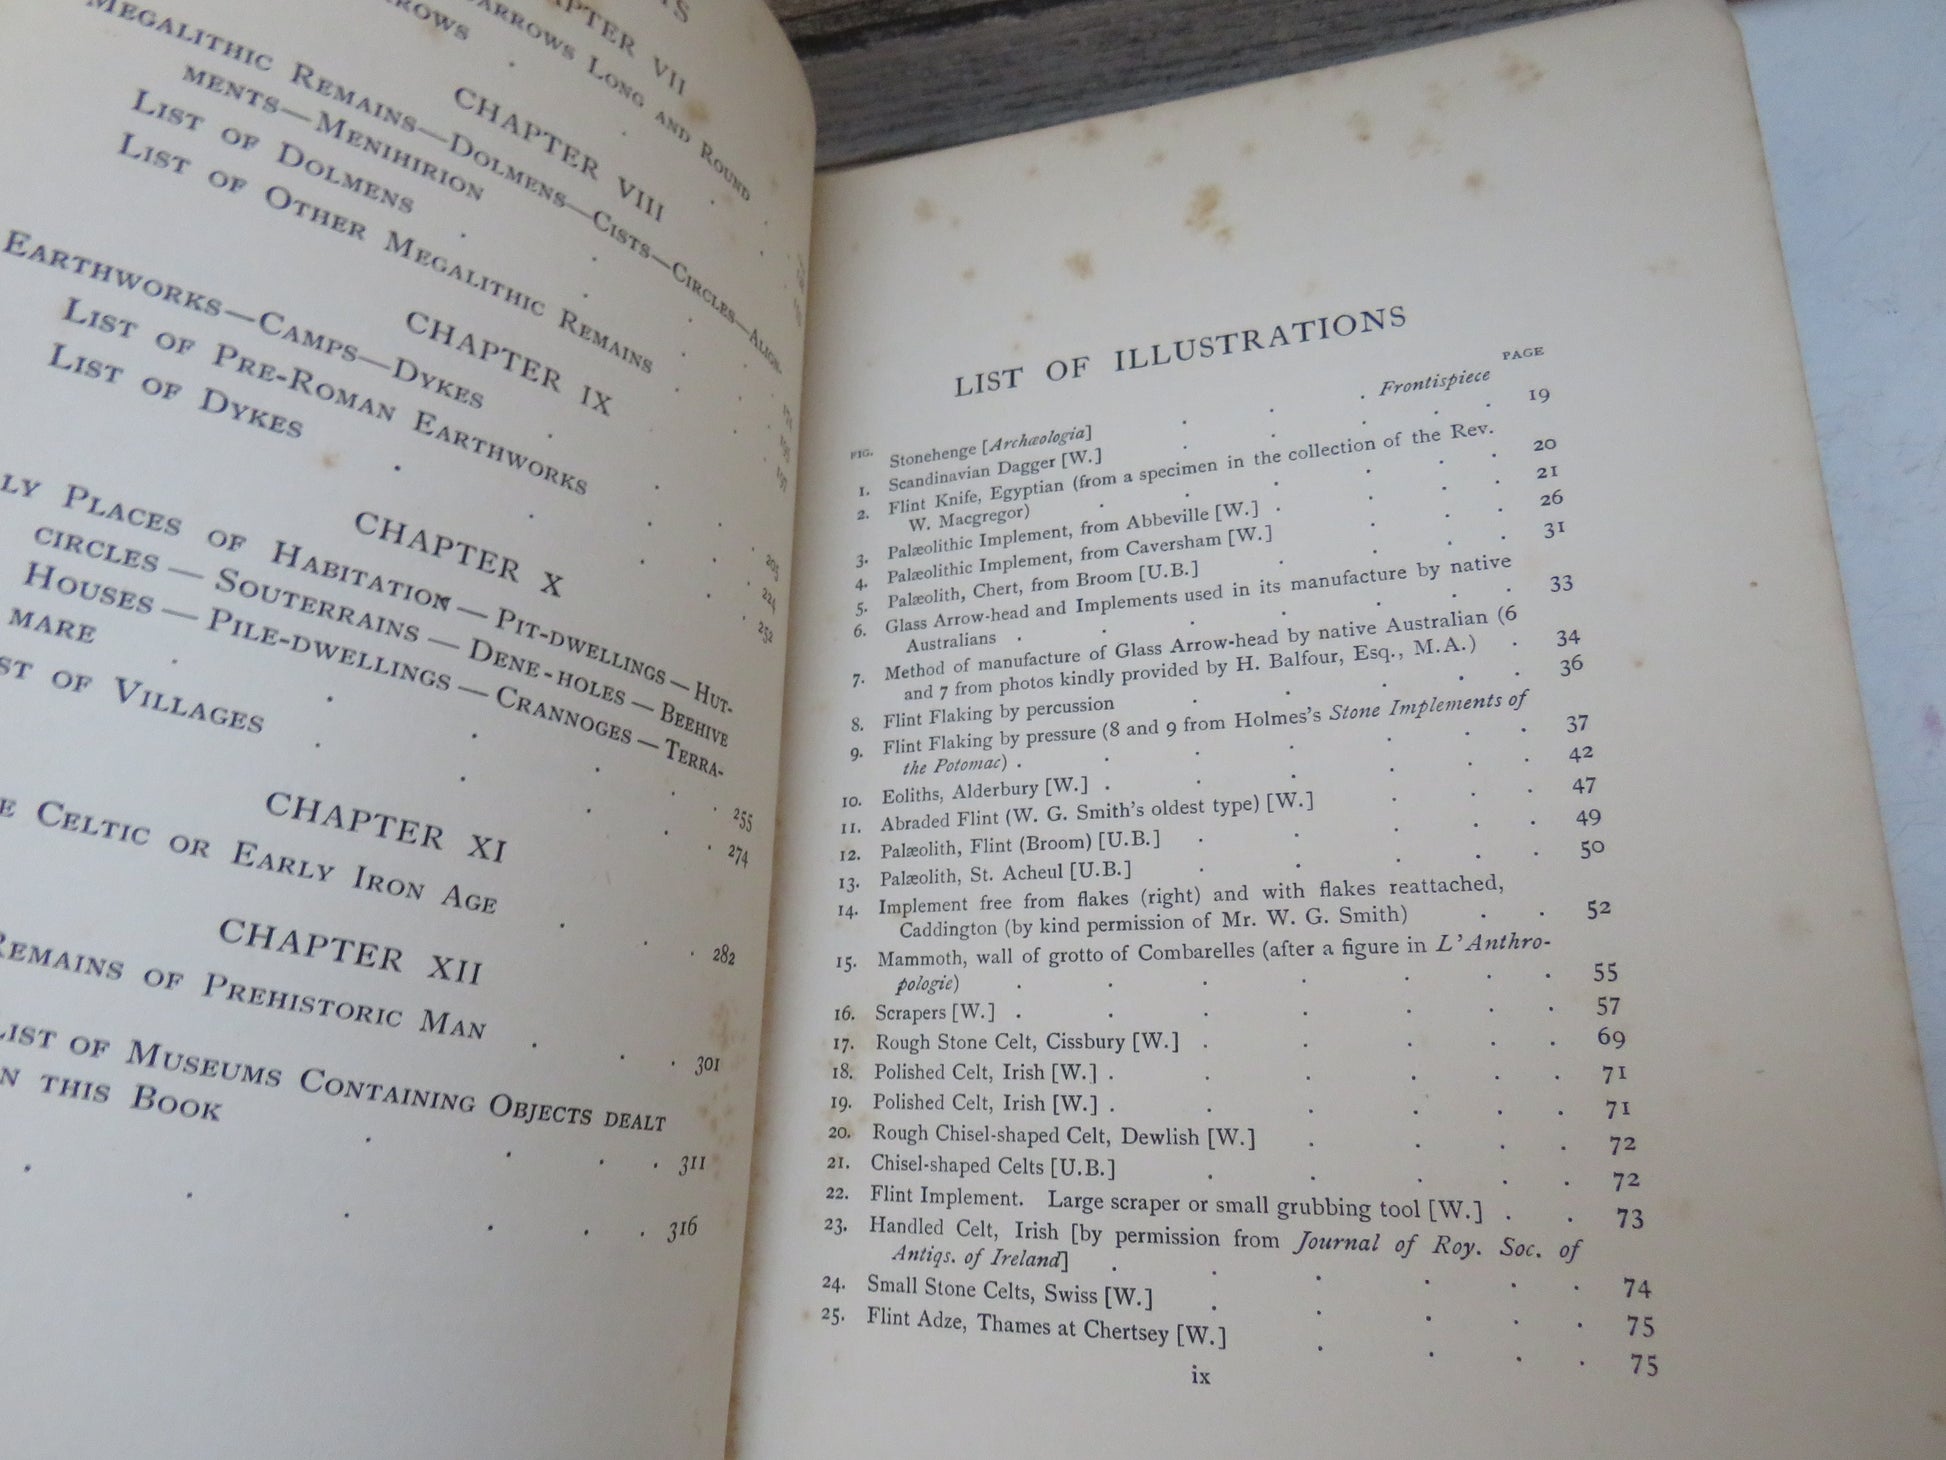 CHAPTER VII
BARROWS LONG AND ROUND
CHAPTER VIII
MEGALITHIC REMAINS—DOLMENS—CISTS—CIRCLES—ALIGN-
MENTS—MENIHIRION
LIST OF DOLMENS
LIST OF OTHER MEGALITHIC REMAINS
CHAPTER IX
EARTHWORKS—CAMPS—DYKES
LIST OF PRE-ROMAN EARTHWORKS
LIST OF DYKES
CHAPTER X
LY PLACES OF HABITATION—PIT-DWELLINGS—HUT-
CIRCLES—SOUTERRAINS—DENE-HOLES—BEEHIVE
HOUSES—PILE-DWELLINGS—CRANNOGES—TERRA-
MARE . . . . . . 255
ST OF VILLAGES . . . . . 274
CHAPTER XI
E CELTIC OR EARLY IRON AGE . . . 282
CHAPTER XII
REMAINS OF PREHISTORIC MAN . . . 301
LIST OF MUSEUMS CONTAINING OBJECTS DEALT
N THIS BOOK . . . . 311
. . . . . . 316
LIST OF ILLUSTRATIONS
FIG. PAGE
Stonehenge [Archæologia] . . . Frontispiece
1. Scandinavian Dagger [W.] . . . . . 19
2. Flint Knife, Egyptian (from a specimen in the collection of the Rev.
W. Macgregor) . . . . . . 20
3. Palæolithic Implement, from Abbeville [W.] . . . . 21
4. Palæolithic Implement, from Caversham [W.] . . . 26
5. Palæolith, Chert, from Broom [U.B.] . . . . 31
6. Glass Arrow-head and Implements used in its manufacture by native
Australians . . . . . . . 33
7. Method of manufacture of Glass Arrow-head by native Australian (6
and 7 from photos kindly provided by H. Balfour, Esq., M.A.) . 34
8. Flint Flaking by percussion . . . . . 36
9. Flint Flaking by pressure (8 and 9 from Holmes's Stone Implements of
the Potomac) . . . . . . . 37
10. Eoliths, Alderbury [W.] . . . . . . 42
11. Abraded Flint (W. G. Smith's oldest type) [W.] . . . 47
12. Palæolith, Flint (Broom) [U.B.] . . . . . 49
13. Palæolith, St. Acheul [U.B.] . . . . . 50
14. Implement free from flakes (right) and with flakes reattached,
Caddington (by kind permission of Mr. W. G. Smith) . . 52
15. Mammoth, wall of grotto of Combarelles (after a figure in L'Anthro-
pologie) . . . . . . . 55
16. Scrapers [W.] . . . . . . . 57
17. Rough Stone Celt, Cissbury [W.] . . . . . 69
18. Polished Celt, Irish [W.] . . . . . . 71
19. Polished Celt, Irish [W.] . . . . . . 71
20. Rough Chisel-shaped Celt, Dewlish [W.] . . . . 72
21. Chisel-shaped Celts [U.B.] . . . . . 72
22. Flint Implement. Large scraper or small grubbing tool [W.] . . 73
23. Handled Celt, Irish [by permission from Journal of Roy. Soc. of
Antiqs. of Ireland] . . . . . . 74
24. Small Stone Celts, Swiss [W.] . . . . . 75
25. Flint Adze, Thames at Chertsey [W.] . . . . 75
ix